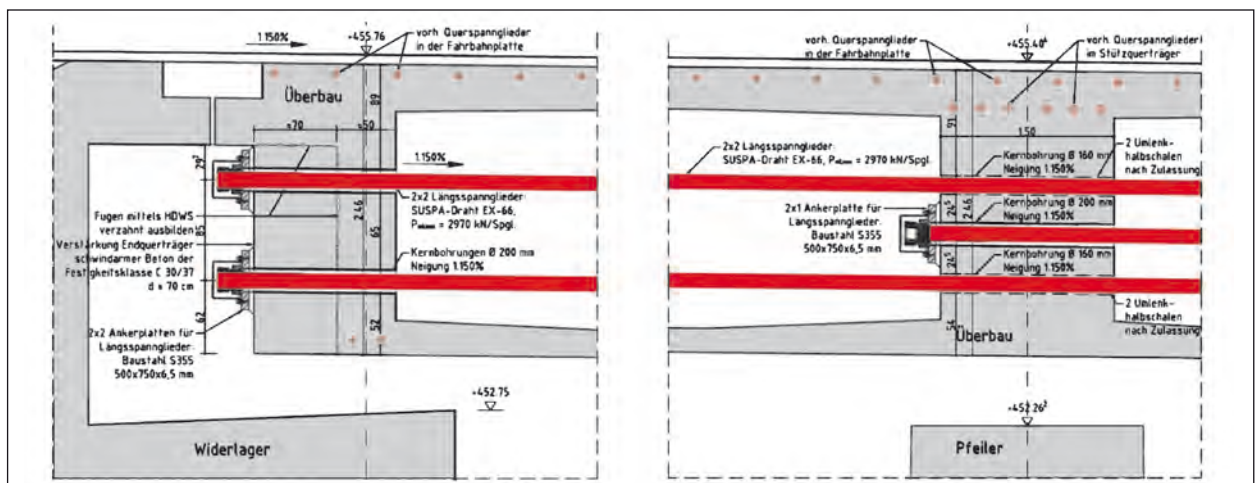 1.150%
+455.76
vorh. Querspannglieder
in der Fahrbahnplatte
Überbau
89
≤70
≤50
29²
1.150%
2x2 Längsspannglieder:
SUSPA-Draht EX-66,
= 2970 kN/Spgl.
2.46
65
Fugen mittels HDWS
verzahnt ausbilden
85
Verstärkung Endquerträger
schwindarmer Beton der
Festigkeitsklasse C 30/37
d = 70 cm
Kernbohrungen Ø 200 mm
Neigung 1.150%
62
52
2x2 Ankerplatten für
Längsspannglieder:
Baustahl S355
500x750x6,5 mm
+452.75
Widerlager
vorh. Querspannglieder
in der Fahrbahnplatte
+455.40⁴
vorh. Querspannglieder
im Stützquerträger
91
1.50
2x2 Längsspannglieder:
SUSPA-Draht EX-66, = 2970 kN/Spgl.
Kernbohrung Ø 160 mm
Neigung 1.150%
2 Umlenk-
halbschalen
nach Zulassung
2x1 Ankerplatte für
Längsspannglieder:
Baustahl S355
500x750x6,5 mm
24⁵
2.46
Kernbohrung Ø 200 mm
Neigung 1.150%
24⁵
Kernbohrung Ø 160 mm
Neigung 1.150%
2 Umlenk-
halbschalen
nach Zulassung
54
Überbau
+452.26²
Pfeiler